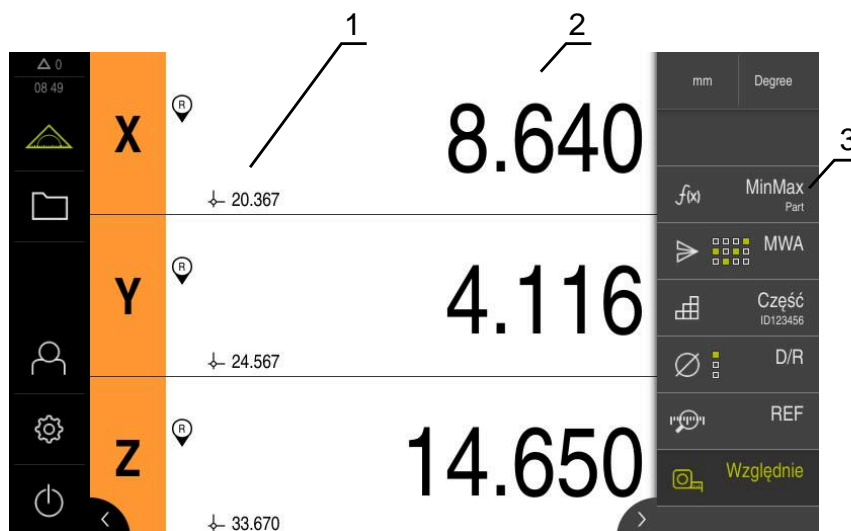 1
2
3
0
08 49
X
R
8.640
20.367
Y
R
4.116
24.567
Z
R
14.650
33.670
mm
Degree
f(x)
MinMax
Part
MWA
Część
ID123456
D/R
REF
Względnie